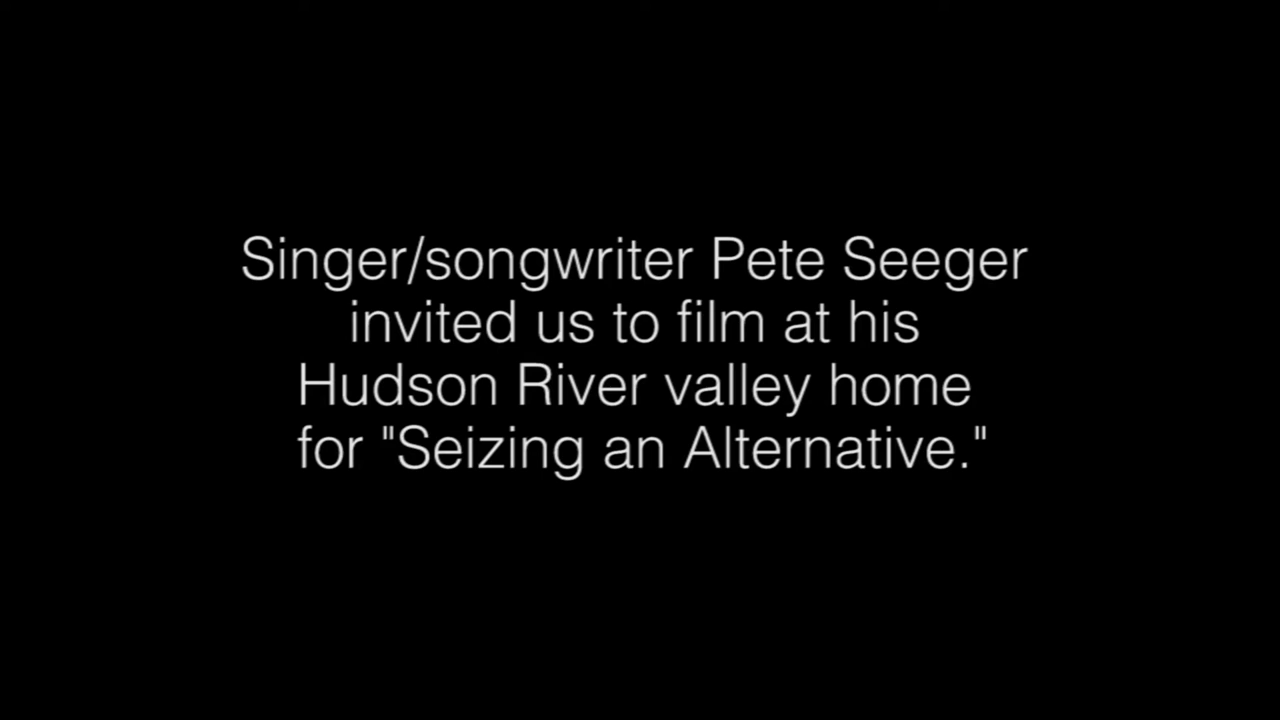 Singer/songwriter Pete Seeger
invited us to film at his
Hudson River valley home
for "Seizing an Alternative."